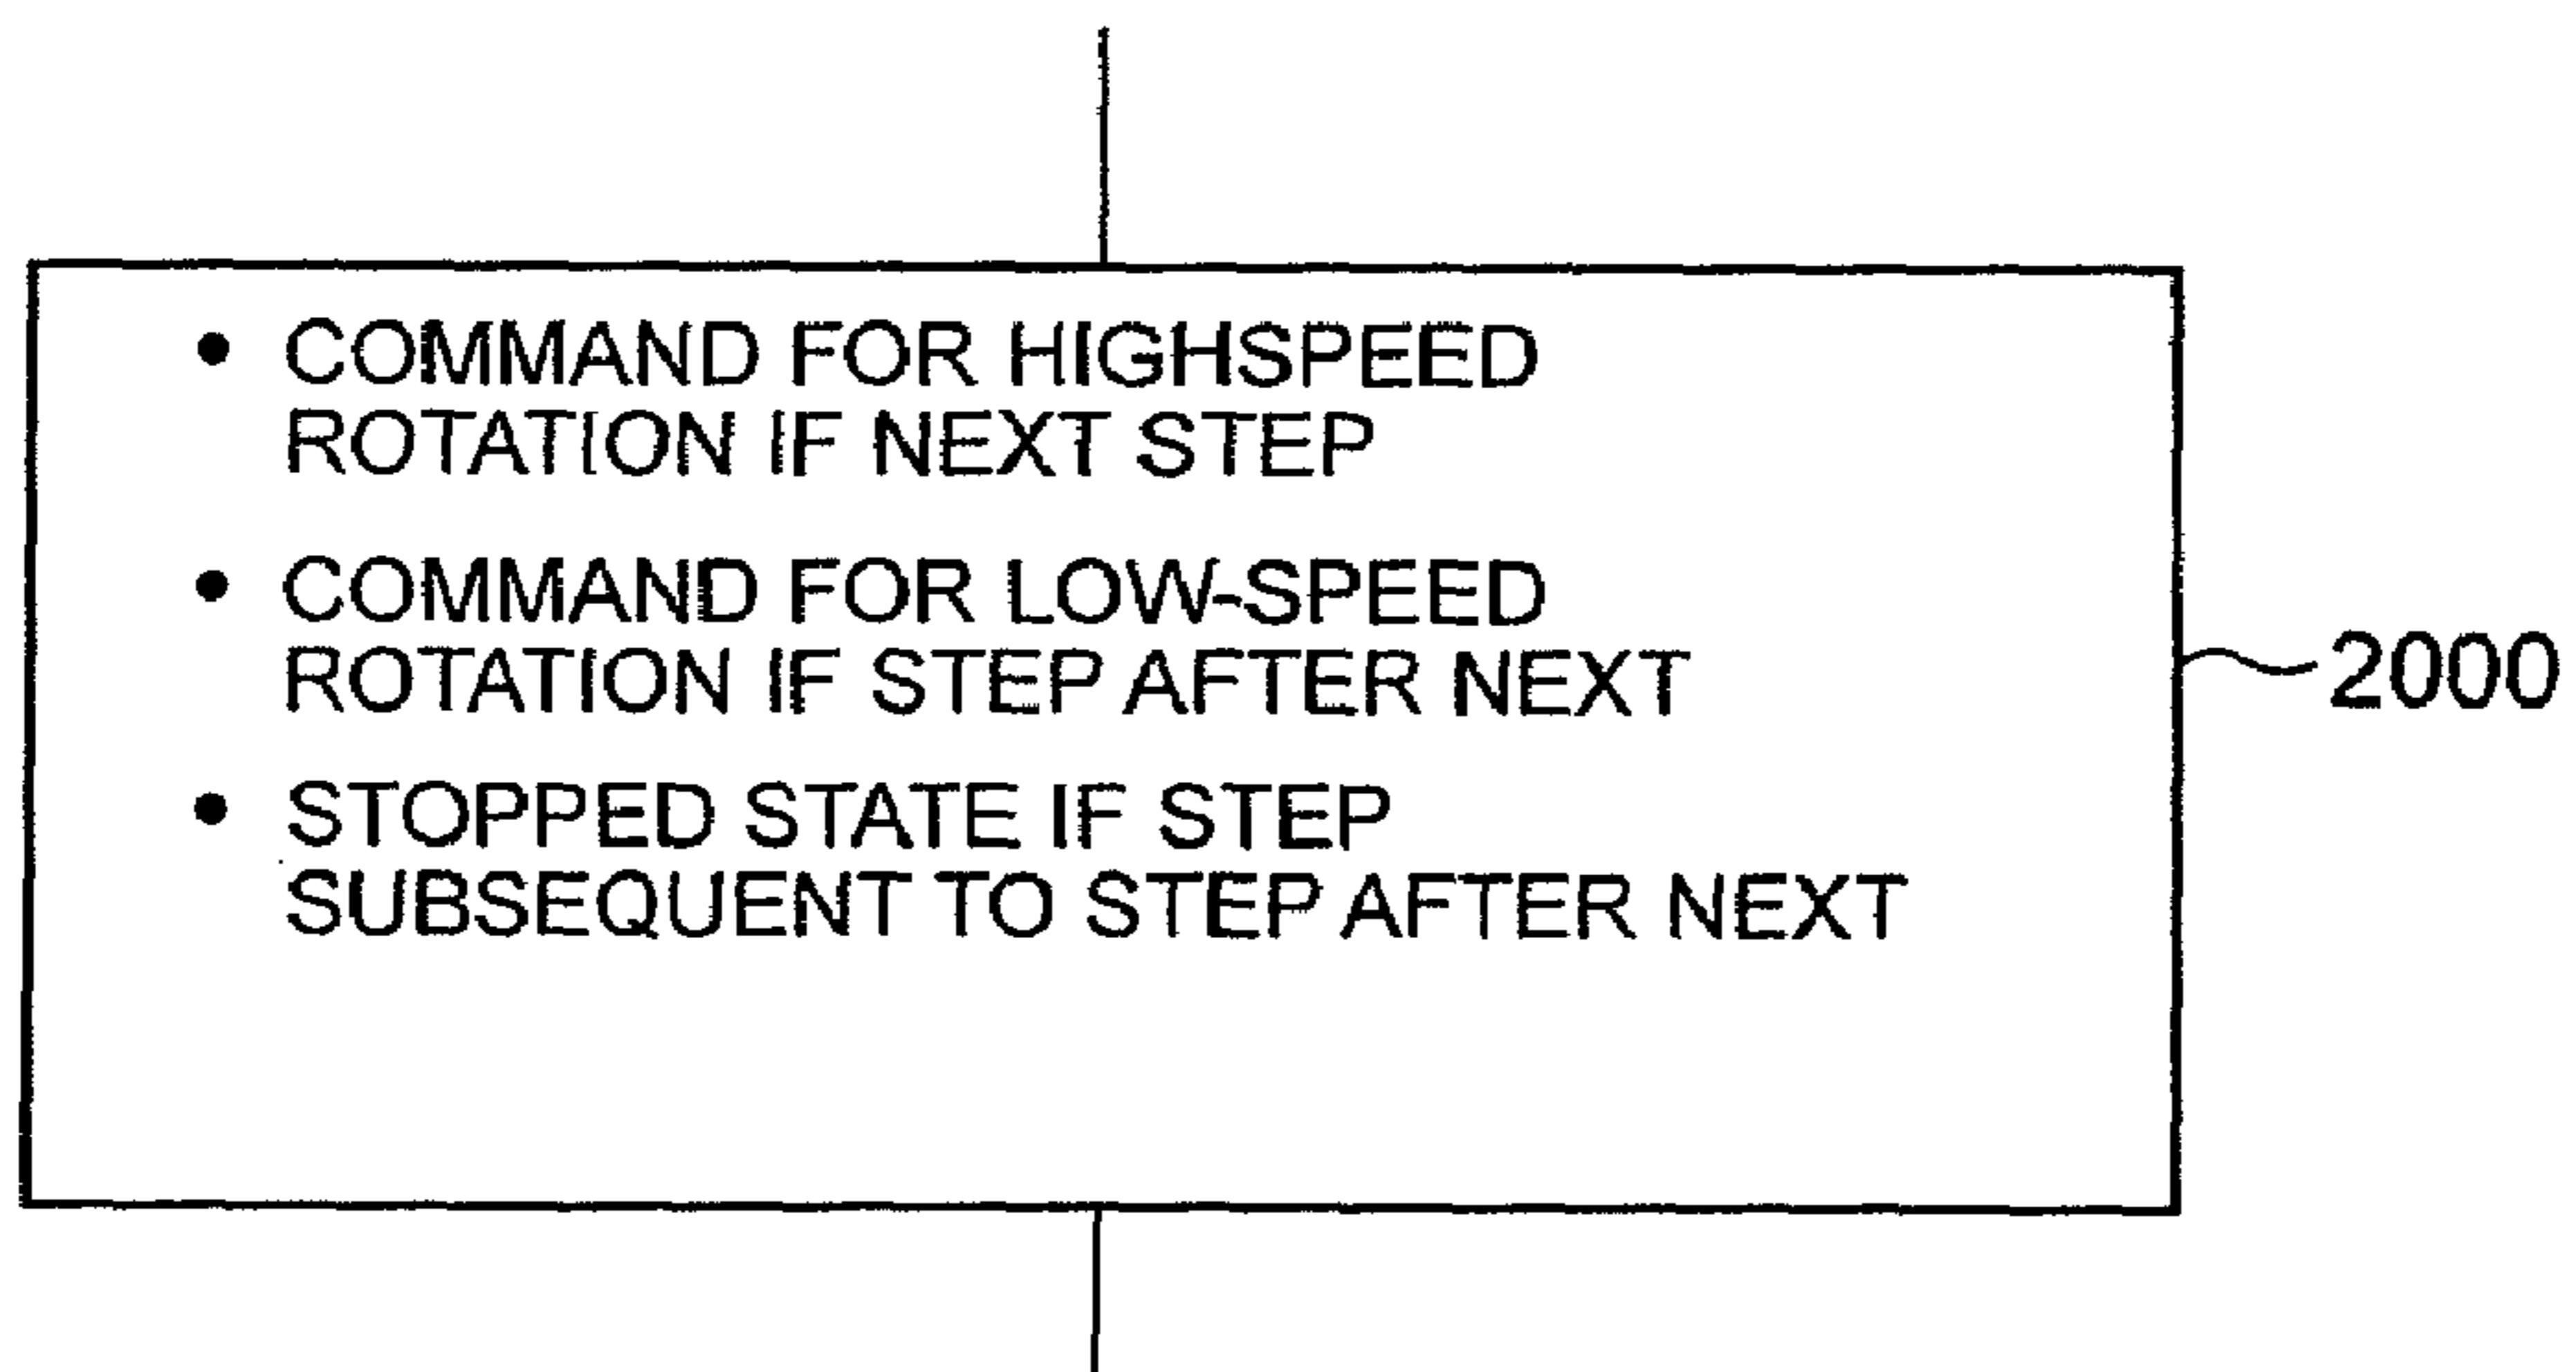 • COMMAND FOR HIGHSPEED
ROTATION IF NEXT STEP
• COMMAND FOR LOW-SPEED
ROTATION IF STEP AFTER NEXT
• STOPPED STATE IF STEP
SUBSEQUENT TO STEP AFTER NEXT
2000